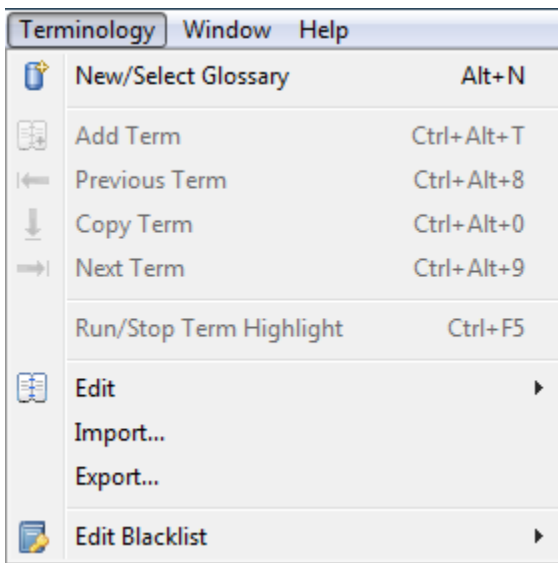 Terminology Window Help
New/Select Glossary Alt+N
Add Term Ctrl+Alt+T
Previous Term Ctrl+Alt+8
Copy Term Ctrl+Alt+0
Next Term Ctrl+Alt+9
Run/Stop Term Highlight Ctrl+F5
Edit
Import...
Export...
Edit Blacklist